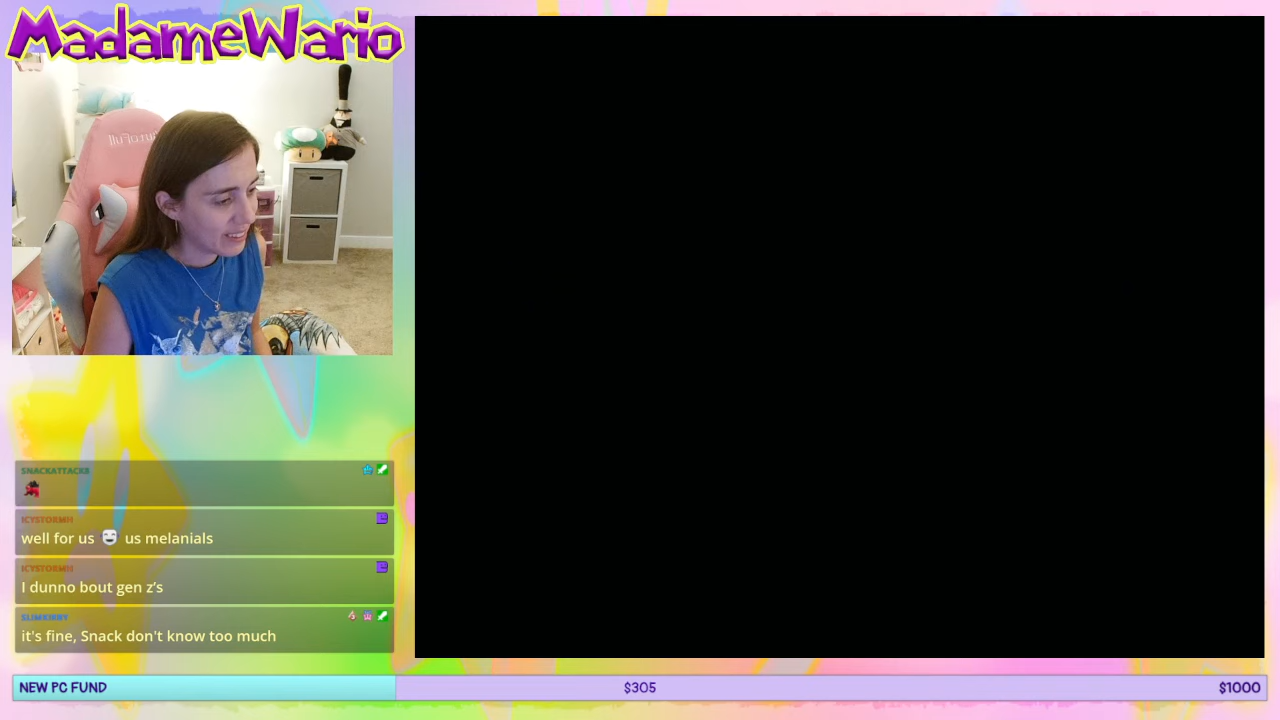 MadameWario
SNACKATTACKB
ICYSTORMH
well for us us melanials
ICYSTORMH
I dunno bout gen z's
SLIMKIRBY
it's fine, Snack don't know too much
NEW PC FUND $305 $1000